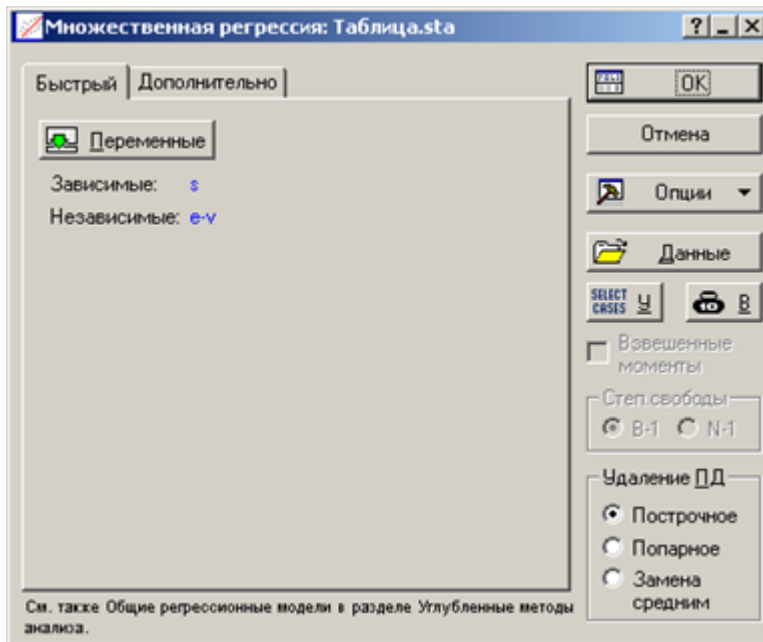 Множественная регрессия: Таблица.sta
Быстрый
Дополнительно
Переменные
Зависимые: s
Независимые: e-v
См. также Общие регрессионные модели в разделе Углубленные методы
анализа.
OK
Отмена
Опции
Данные
SELECT
CASES
У
10
В
Взвешенные
моменты
Степ.свободы
В-1
N-1
Удаление ПД
Построчное
Попарное
Замена
средним